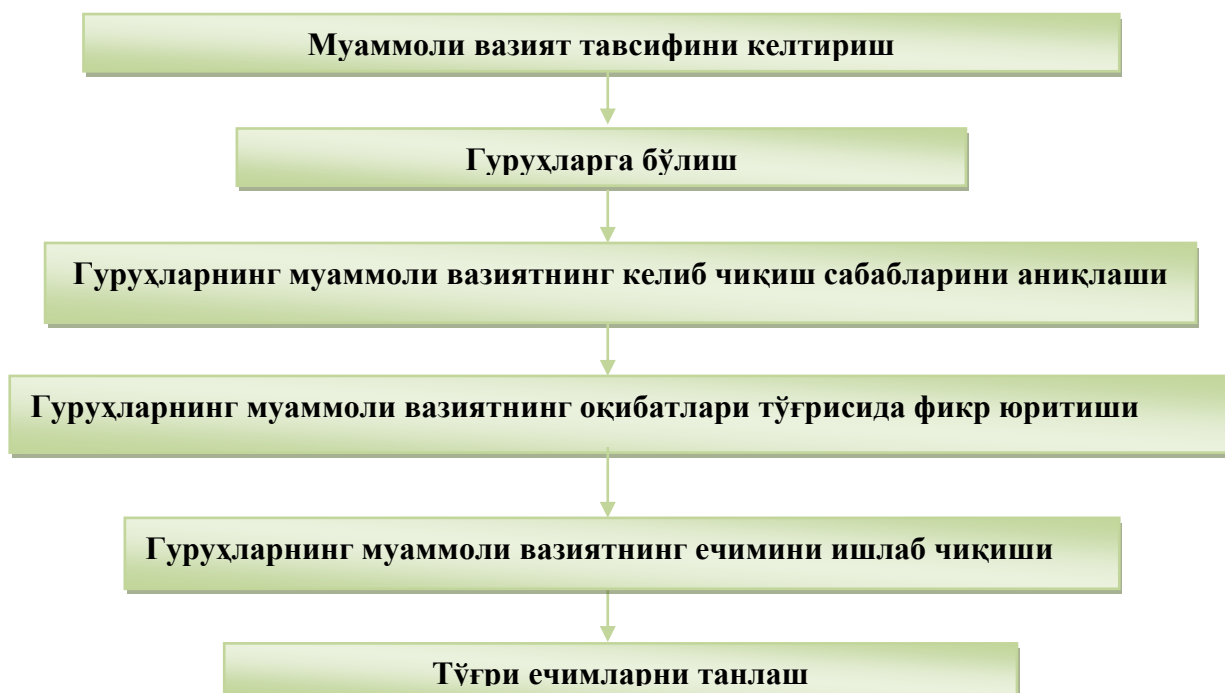 Муаммоли вазият тавсифини келтириш
Гуруҳларга бўлиш
Гуруҳларнинг муаммоли вазиятнинг келиб чиқиш сабабларини аниқлаши
Гуруҳларнинг муаммоли вазиятнинг оқибатлари тўғрисида фикр юритиши
Гуруҳларнинг муаммоли вазиятнинг ечимини ишлаб чиқиши
Тўғри ечимларни танлаш